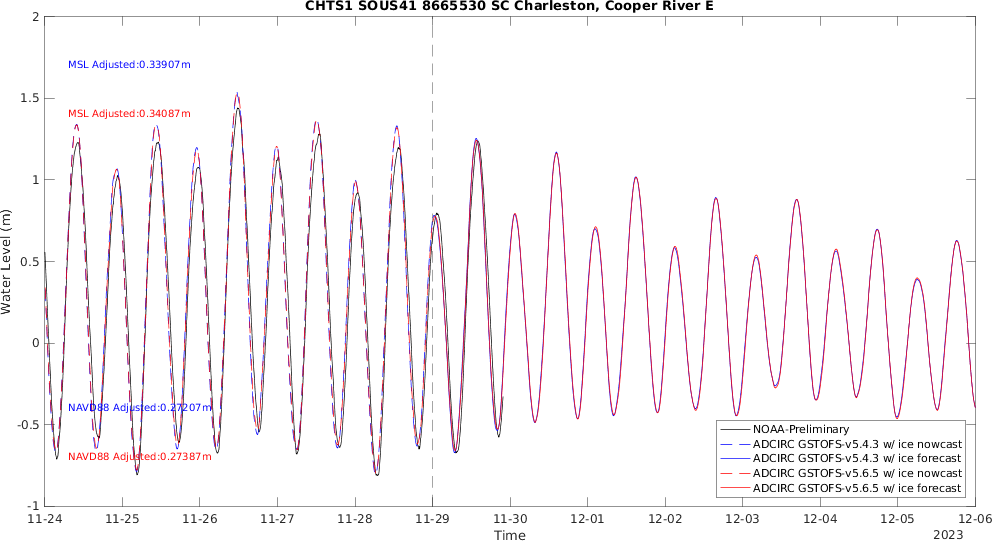 CHTS1 SOUS41 8665530 SC Charleston, Cooper River E
2
1.5
1
0.5
0
-0.5
-1
Water Level (m)
MSL Adjusted:0.33907m
MSL Adjusted:0.34087m
NAVD88 Adjusted:0.27207m
NAVD88 Adjusted:0.27387m
NOAA-Preliminary
ADCIRC GSTOFS-v5.4.3 w/ ice nowcast
ADCIRC GSTOFS-v5.4.3 w/ ice forecast
ADCIRC GSTOFS-v5.6.5 w/ ice nowcast
ADCIRC GSTOFS-v5.6.5 w/ ice forecast
11-24 11-25 11-26 11-27 11-28 11-29 11-30 12-01 12-02 12-03 12-04 12-05 12-06
Time
2023